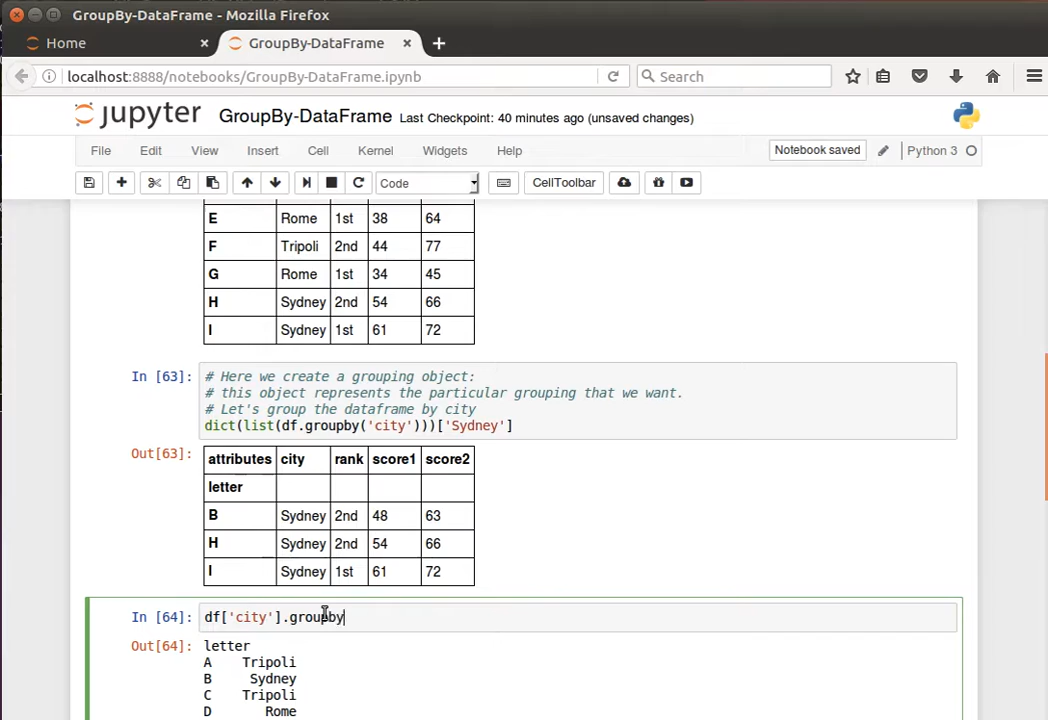 GroupBy-DataFrame - Mozilla Firefox
Home GroupBy-DataFrame
localhost:8888/notebooks/GroupBy-DataFrame.ipynb Search
jupyter GroupBy-DataFrame Last Checkpoint: 40 minutes ago (unsaved changes)
File Edit View Insert Cell Kernel Widgets Help Notebook saved Python 3
Code CellToolbar
E Rome 1st 38 64
F Tripoli 2nd 44 77
G Rome 1st 34 45
H Sydney 2nd 54 66
I Sydney 1st 61 72
In [63]: # Here we create a grouping object:
# this object represents the particular grouping that we want.
# Let's group the dataframe by city
dict(list(df.groupby('city')))['Sydney']
Out[63]: attributes city rank score1 score2
letter
B Sydney 2nd 48 63
H Sydney 2nd 54 66
I Sydney 1st 61 72
In [64]: df['city'].groupby
Out[64]: letter
A Tripoli
B Sydney
C Tripoli
D Rome